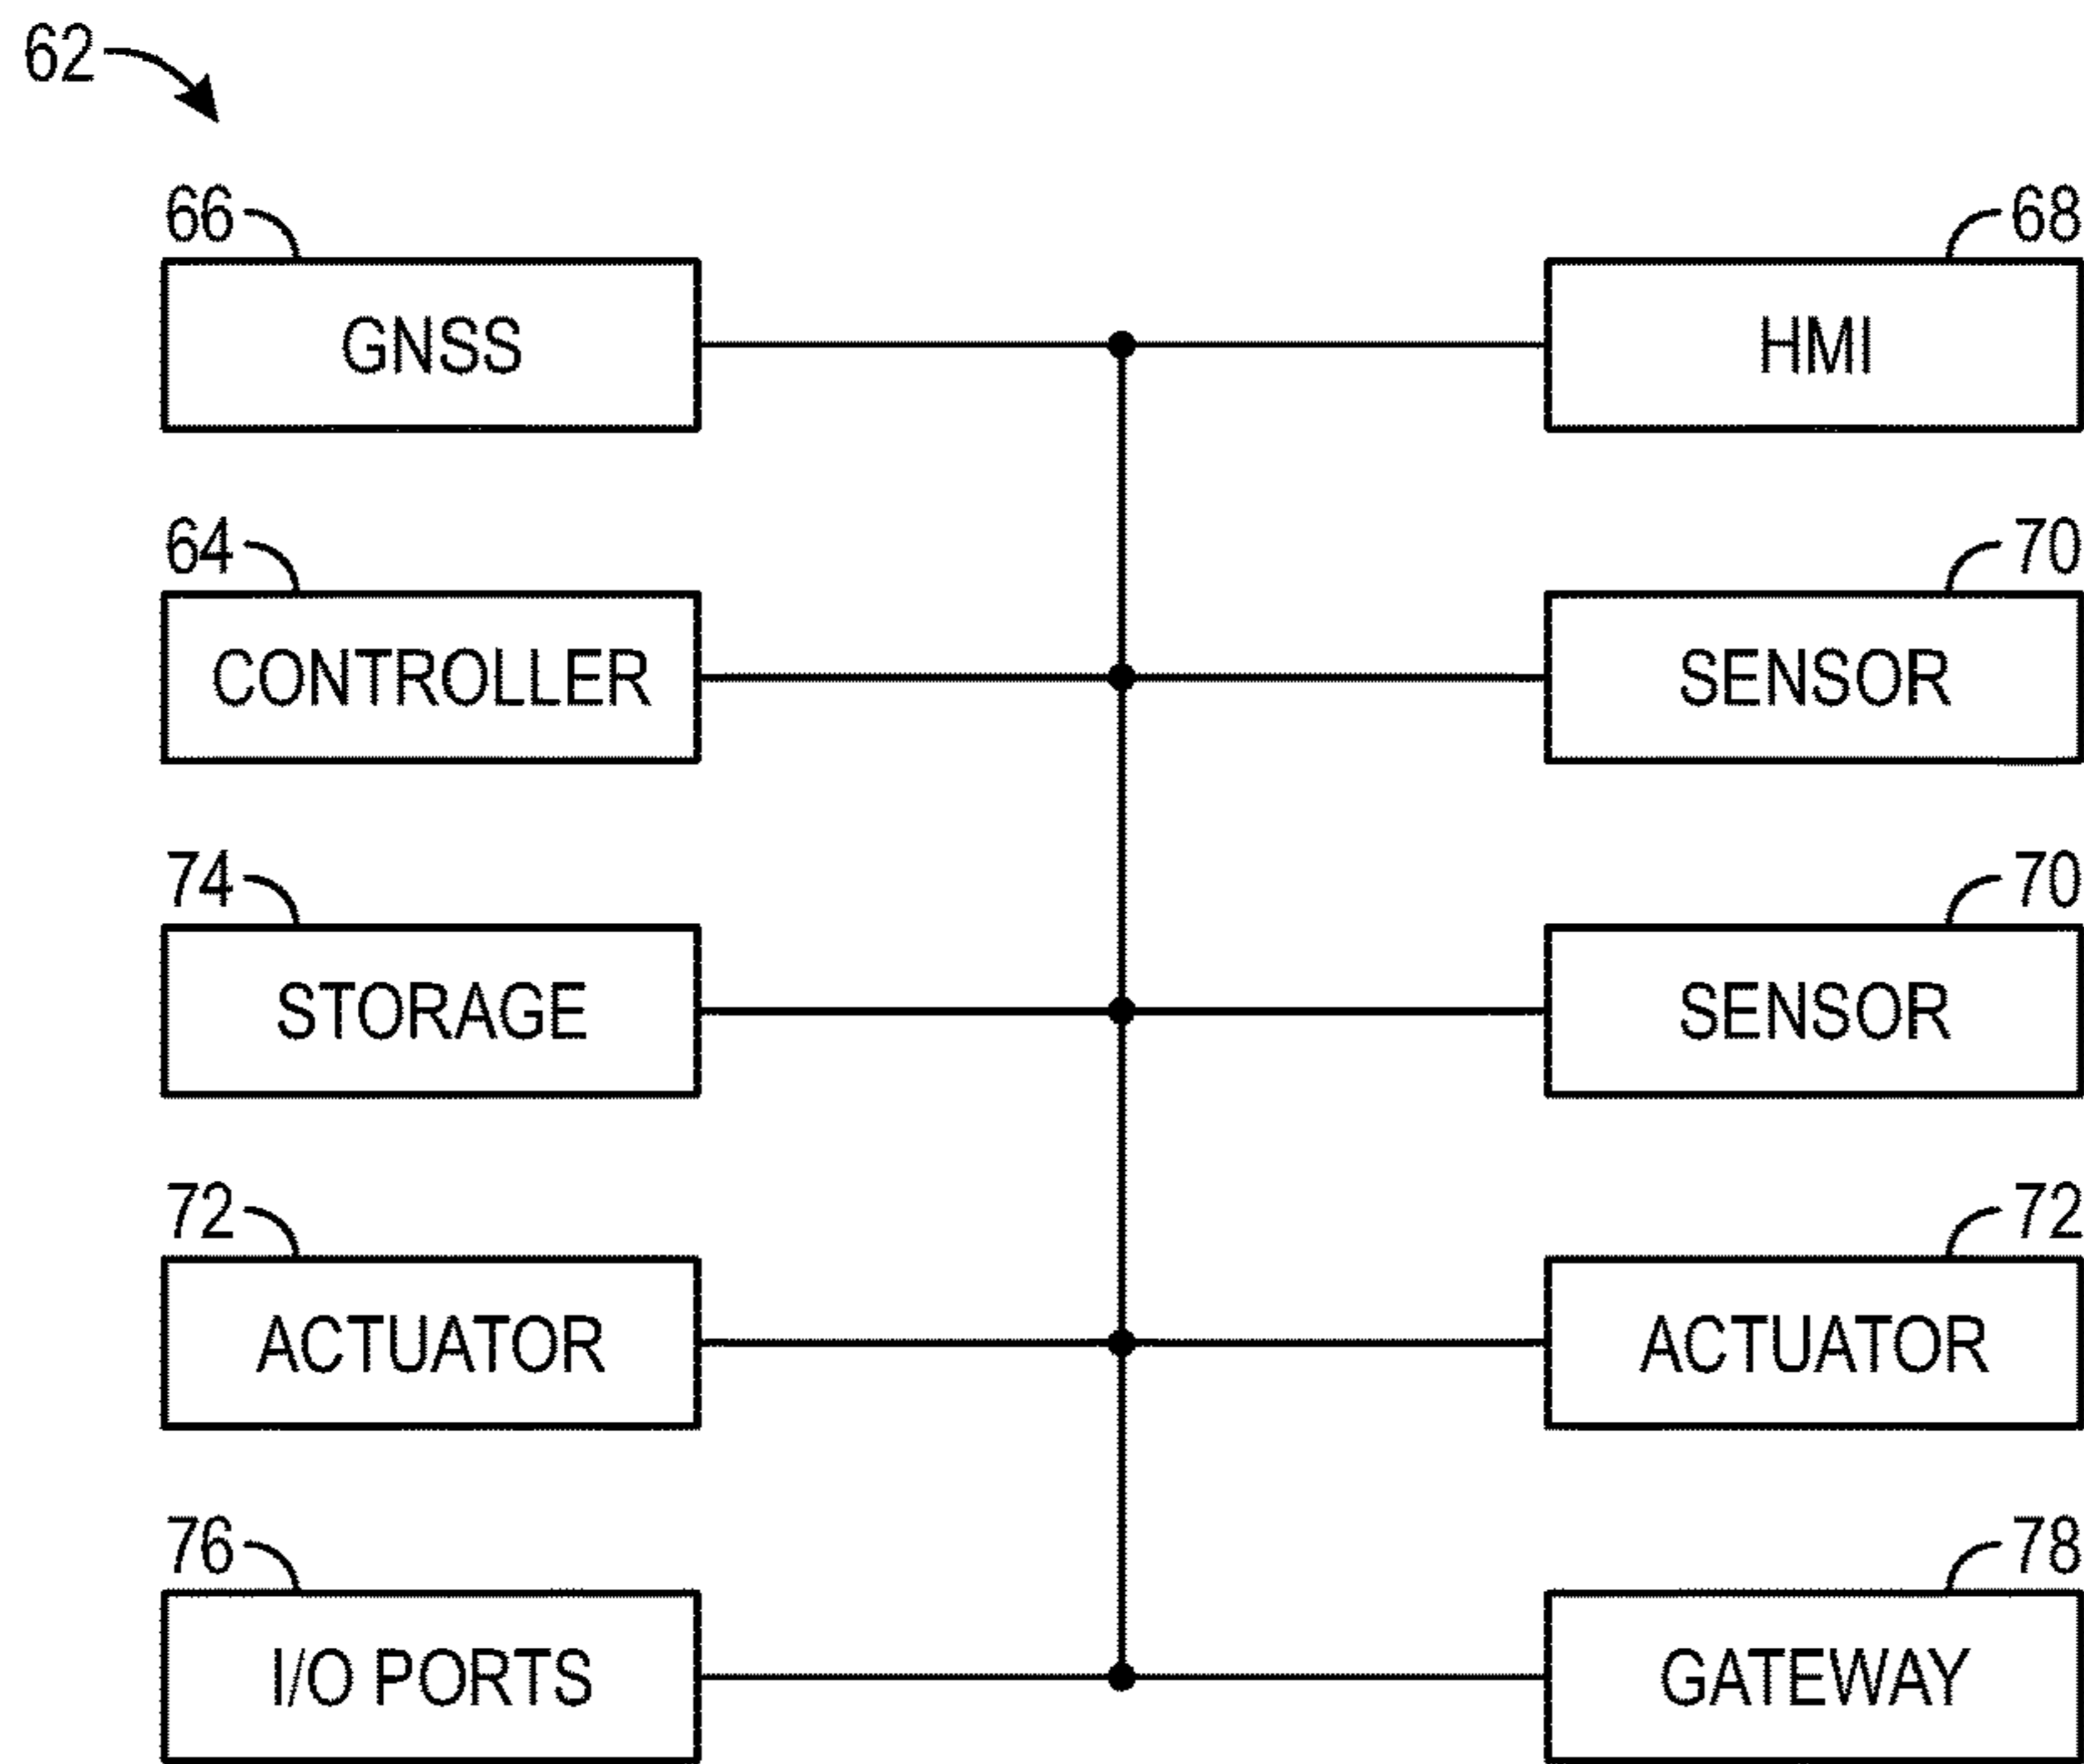 62
66 68
GNSS HMI
64 70
CONTROLLER SENSOR
74 70
STORAGE SENSOR
72 72
ACTUATOR ACTUATOR
76 78
I/O PORTS GATEWAY